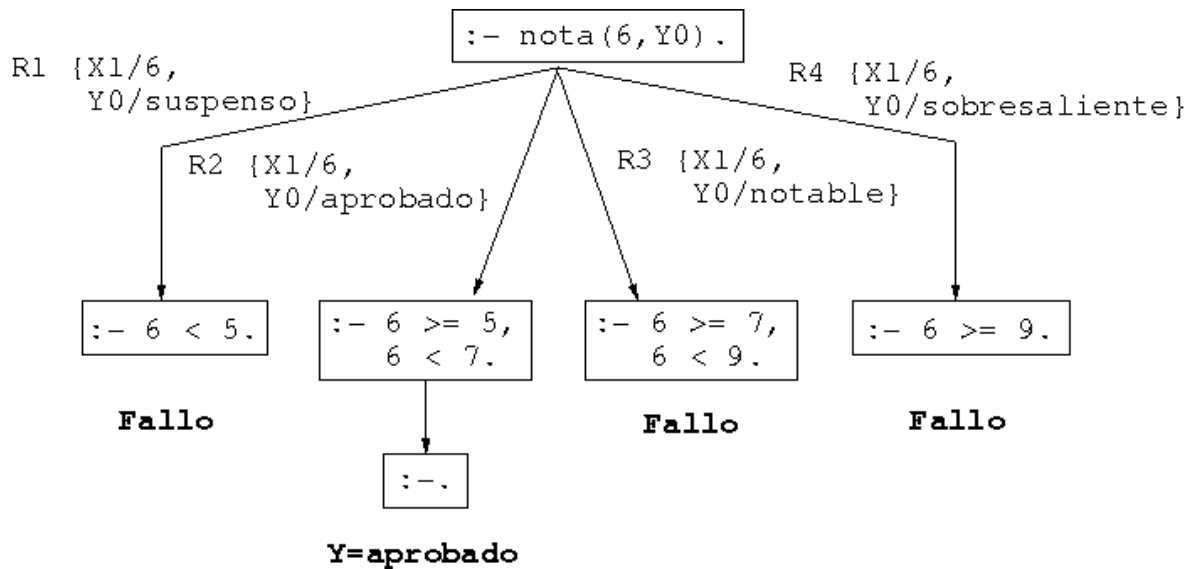 :- nota(6,Y0).
R1 {X1/6,
Y0/suspenso}
R2 {X1/6,
Y0/aprobado}
R3 {X1/6,
Y0/notable}
R4 {X1/6,
Y0/sobresaliente}
:- 6 < 5.
Fallo
:- 6 >= 5,
6 < 7.
:-.
Y=aprobado
:- 6 >= 7,
6 < 9.
Fallo
:- 6 >= 9.
Fallo